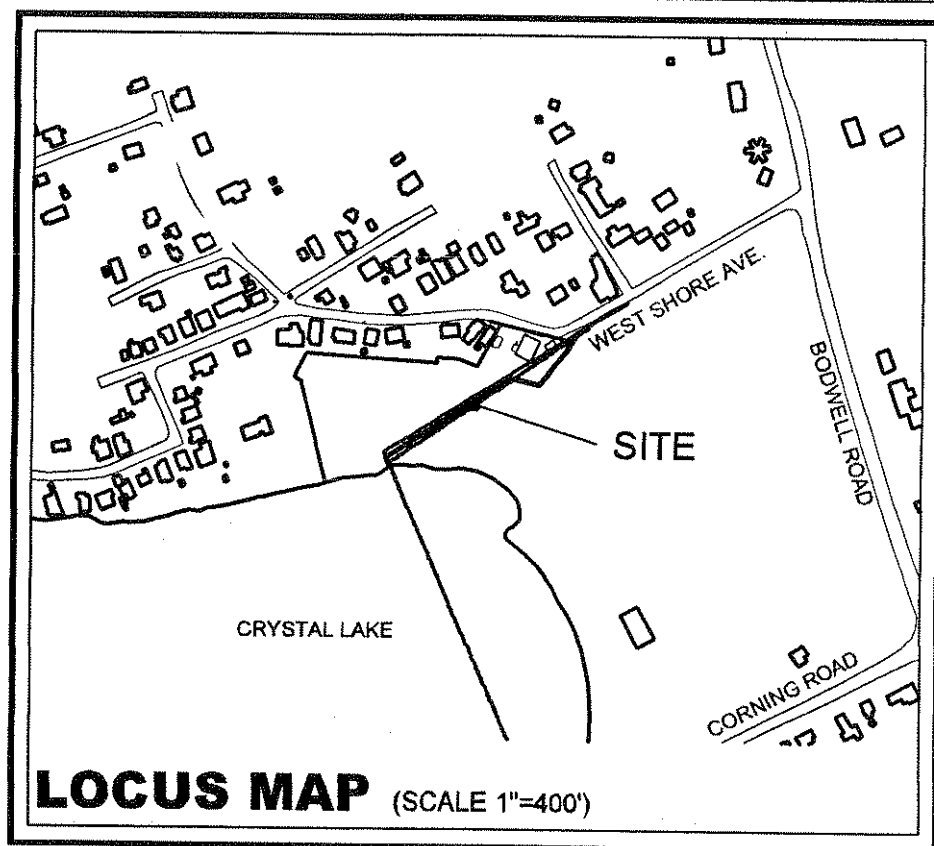 WEST SHORE AVE.
BODWELL ROAD
SITE
CRYSTAL LAKE
CORNING ROAD
LOCUS MAP (SCALE 1"=400')